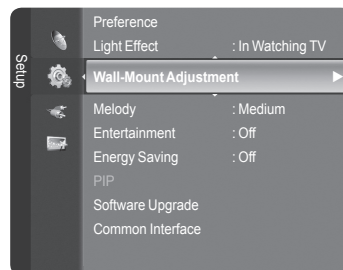 Setup
Preference
Light Effect : In Watching TV
Wall-Mount Adjustment
Melody : Medium
Entertainment : Off
Energy Saving : Off
PIP
Software Upgrade
Common Interface